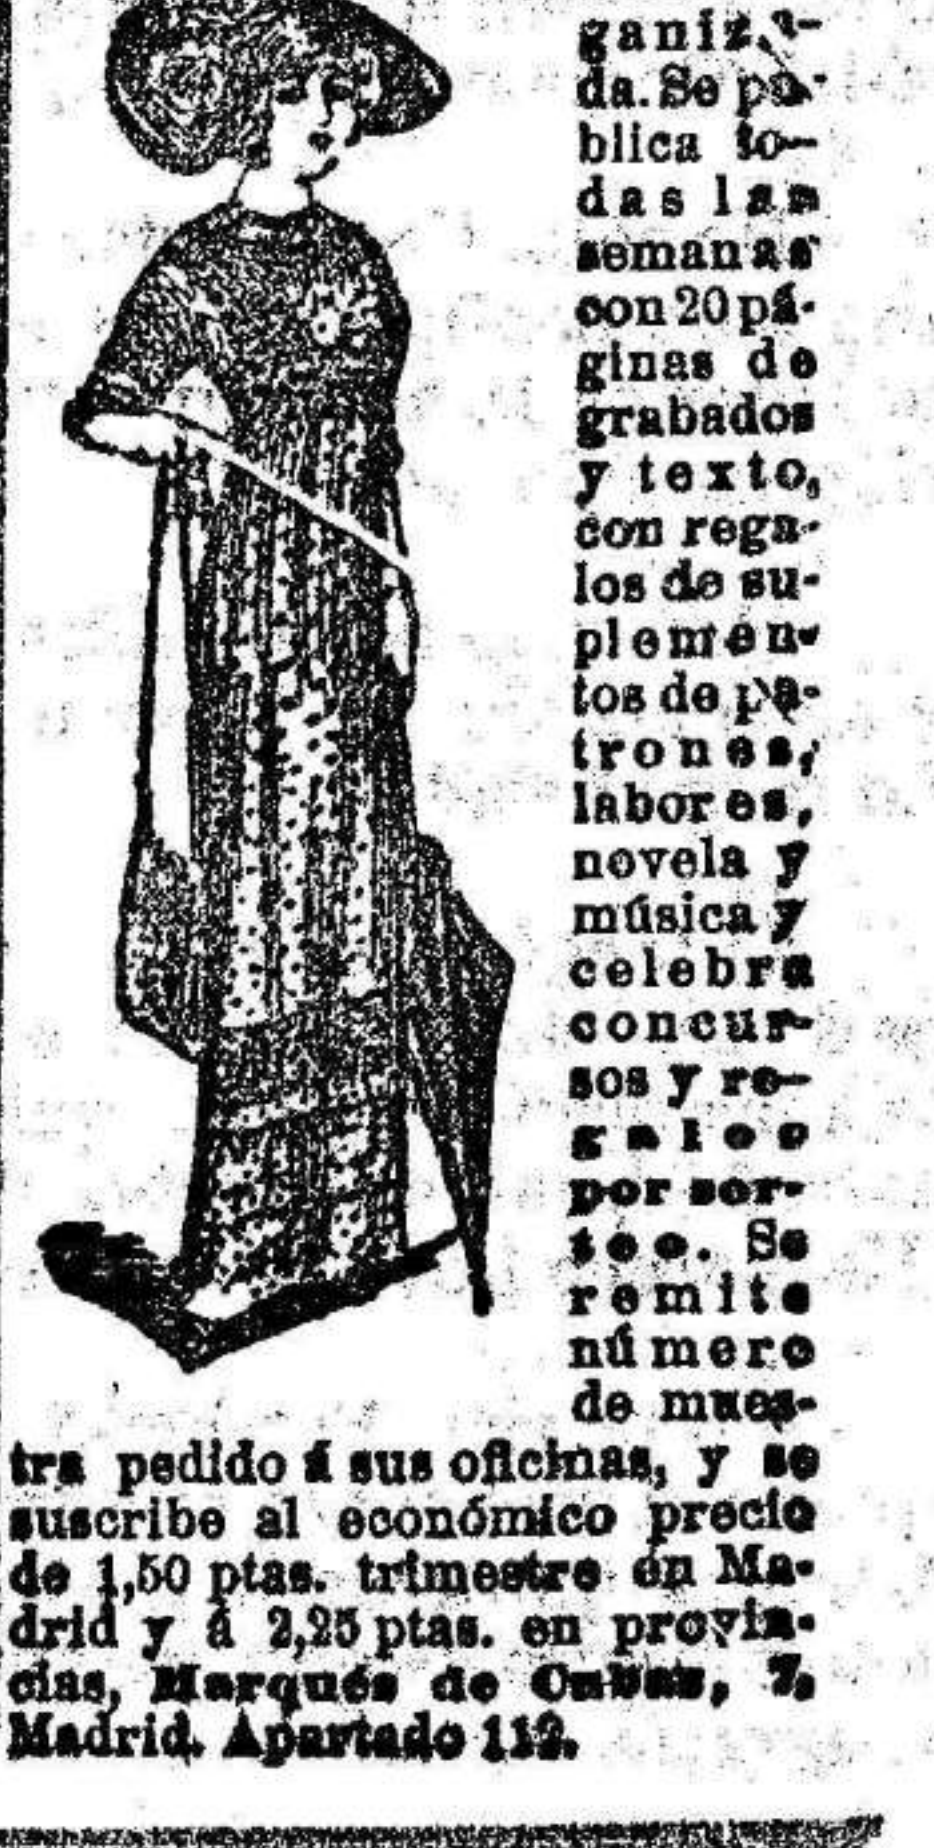 ganiza-
da. Se pu-
blica to-
das las
semanas
con 20 pá-
ginas de
grabados
y texto,
con rega-
los de su-
plemen-
tos de pa-
trones,
labores,
novela y
música y
celebra
concur-
sos y re-
galos
por sor-
teo. Se
remite
número
de mues-
tra pedido á sus oficinas, y se
suscribe al económico precio
de 1,50 ptas. trimestre en Ma-
drid y á 2,25 ptas. en provin-
cias, Marqués de Cubas, 7,
Madrid. Apartado 112.